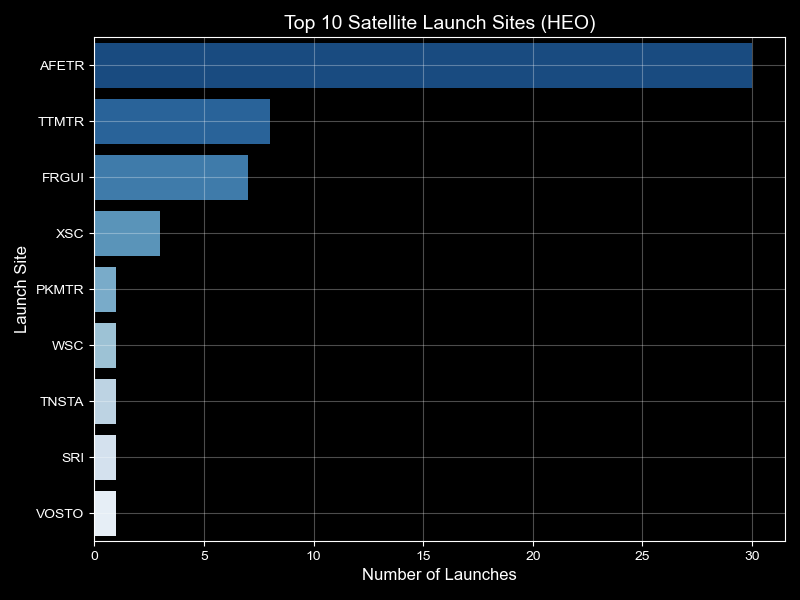 Top 10 Satellite Launch Sites (HEO)
Launch Site
AFETR
TTMTR
FRGUI
XSC
PKMTR
WSC
TNSTA
SRI
VOSTO
0 5 10 15 20 25 30
Number of Launches